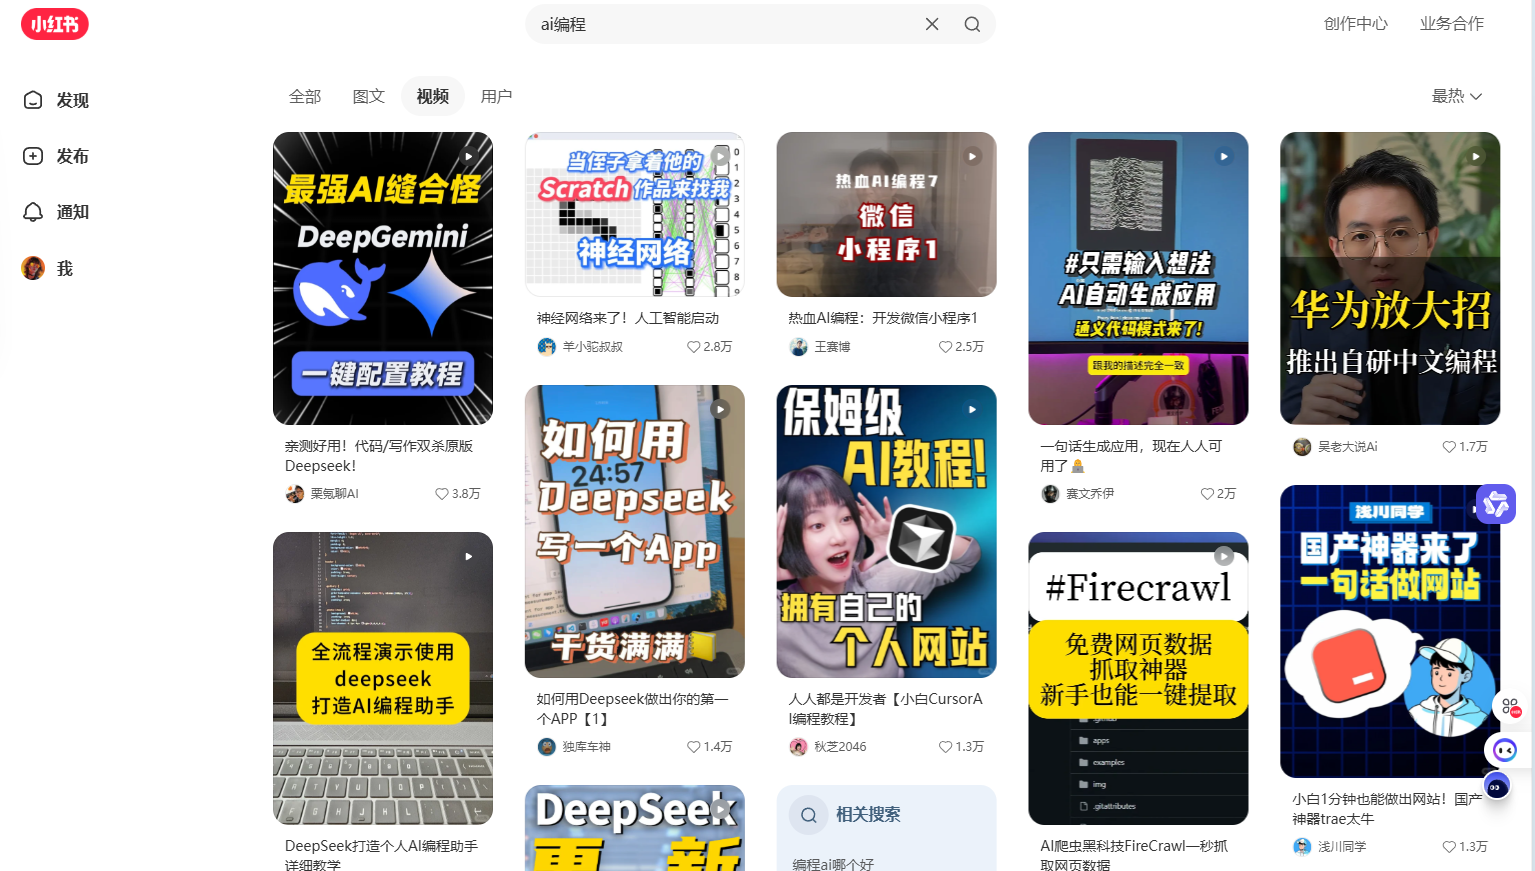 小红书
ai编程
创作中心
业务合作
发现
发布
通知
我
全部
图文
视频
用户
最热
最强AI缝合怪
DeepGemini
一键配置教程
亲测好用！代码/写作双杀原版
Deepseek！
栗氪聊AI
3.8万
全流程演示使用
deepseek
打造AI编程助手
DeepSeek打造个人AI编程助手
详细教学
当侄子拿着他的
Scratch作品来找我
神经网络
0
1
2
3
4
5
6
7
8
9
神经网络来了！人工智能启动
羊小驼叔叔
2.8万
如何用
24:57
Deepseek
写一个App
干货满满
如何用Deepseek做出你的第一
个APP【1】
独库车神
1.4万
DeepSeek
更新
热血AI编程7
微信
小程序1
热血AI编程：开发微信小程序1
王赛博
2.5万
保姆级
AI教程!
拥有自己的
个人网站
人人都是开发者【小白CursorA
I编程教程】
秋芝2046
1.3万
相关搜索
编程ai哪个好
#只需输入想法
AI自动生成应用
通义代码模式来了!
跟我的描述完全一致
一句话生成应用，现在人人可
用了
赛文乔伊
2万
#Firecrawl
免费网页数据
抓取神器
新手也能一键提取
apps
examples
img
.gitattributes
AI爬虫黑科技FireCrawl一秒抓
取网页数据
华为放大招
推出自研中文编程
吴老大说Ai
1.7万
浅川同学
国产神器来了
一句话做网站
小白1分钟也能做出网站！国产
神器trae太牛
浅川同学
1.3万